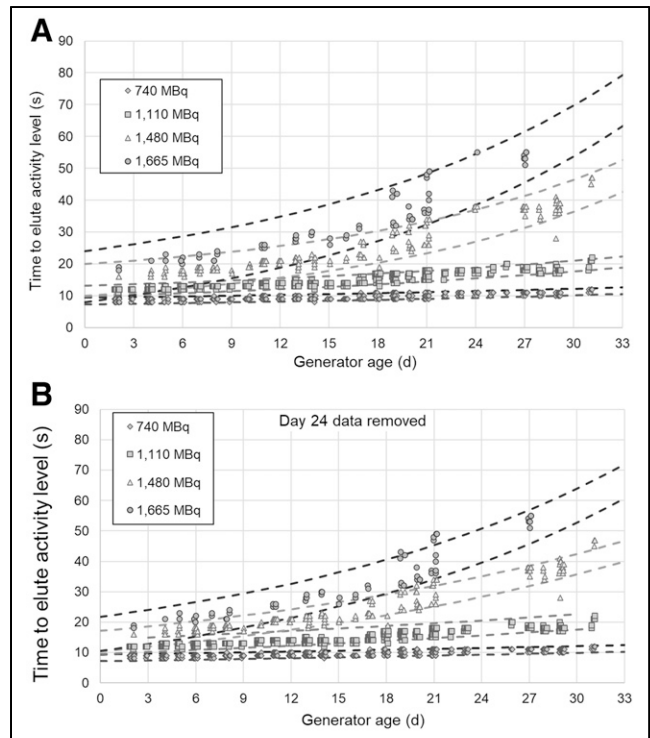 A
90
80
70
60
50
40
30
20
10
0
Time to elute activity level (s)
740 MBq
1,110 MBq
1,480 MBq
1,665 MBq
0 3 6 9 12 15 18 21 24 27 30 33
Generator age (d)
B
Day 24 data removed
90
80
70
60
50
40
30
20
10
0
Time to elute activity level (s)
740 MBq
1,110 MBq
1,480 MBq
1,665 MBq
0 3 6 9 12 15 18 21 24 27 30 33
Generator age (d)